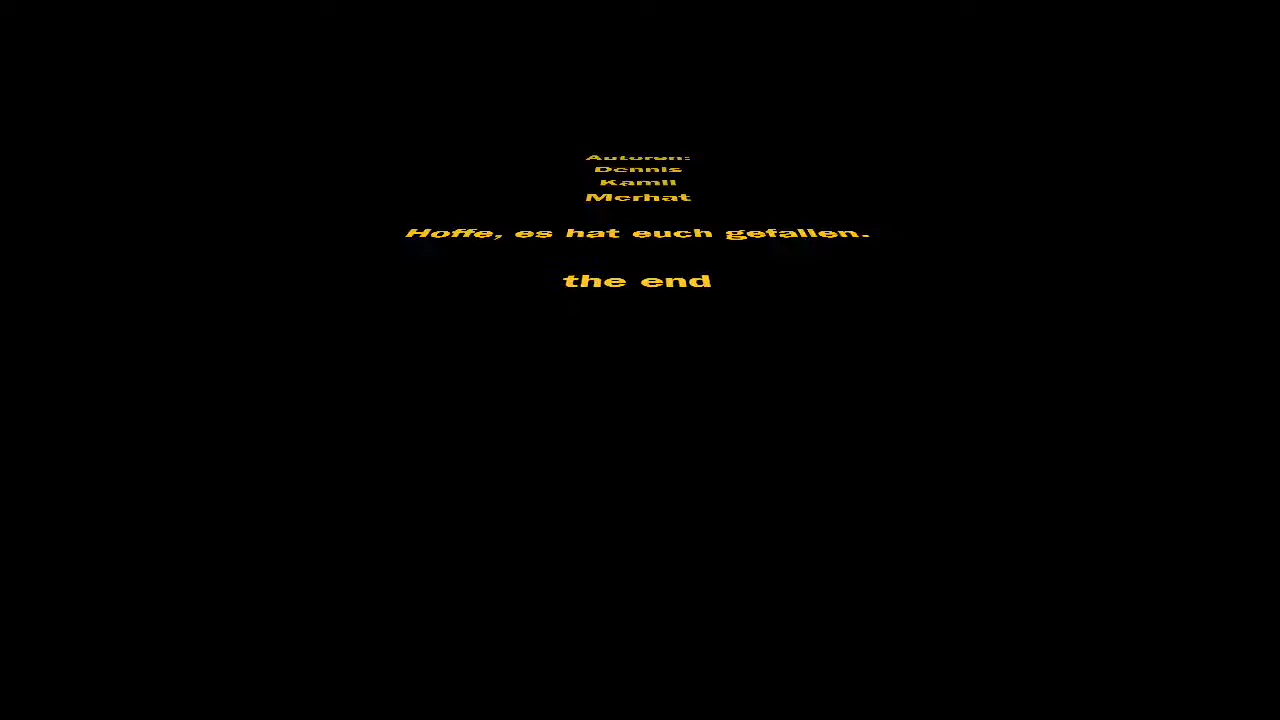 Autoren:
Dennis
Kamil
Merhat
Hoffe, es hat euch gefallen.
the end